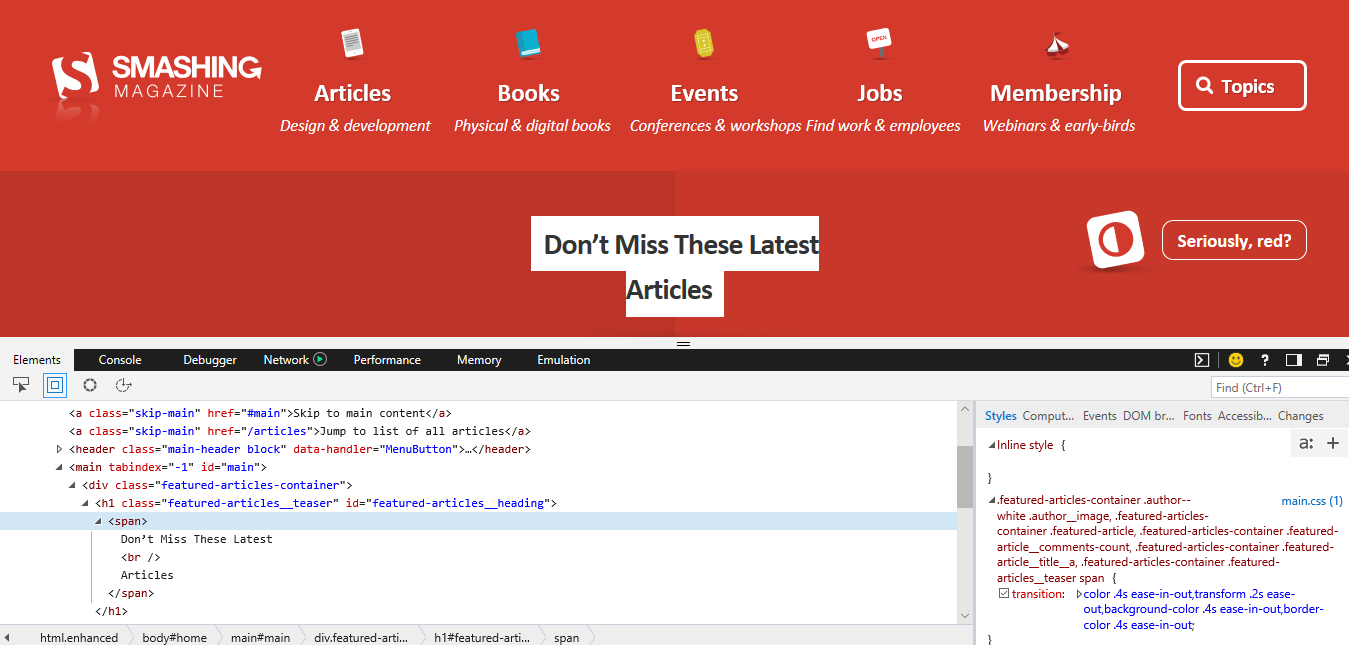 SMASHING
MAGAZINE
Articles
Design & development
Books
Physical & digital books
Events
Conferences & workshops
OPEN
Jobs
Find work & employees
Membership
Webinars & early-birds
Topics
Don’t Miss These Latest
Articles
Seriously, red?
Elements Console Debugger Network Performance Memory Emulation ?
Find (Ctrl+F)
<a class="skip-main" href="#main">Skip to main content</a>
<a class="skip-main" href="/articles">Jump to list of all articles</a>
<header class="main-header block" data-handler="MenuButton">…</header>
<main tabindex="-1" id="main">
<div class="featured-articles-container">
<h1 class="featured-articles__teaser" id="featured-articles__heading">
<span>
Don’t Miss These Latest
<br />
Articles
</span>
</h1>
html.enhanced body#home main#main div.featured-arti... h1#featured-arti... span
Styles Comput... Events DOM br... Fonts Accessib... Changes
Inline style {
a: +
}
.featured-articles-container .author-- main.css (1)
white .author__image, .featured-articles-
container .featured-article, .featured-articles-container .featured-
article__comments-count, .featured-articles-container .featured-
article__title__a, .featured-articles-container .featured-
articles__teaser span {
transition: color .4s ease-in-out,transform .2s ease-
out,background-color .4s ease-in-out,border-
color .4s ease-in-out;
}